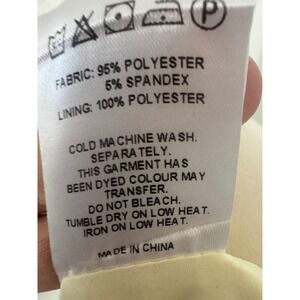 P
FABRIC: 95% POLYESTER
5% SPANDEX
LINING: 100% POLYESTER
COLD MACHINE WASH.
SEPARATELY.
THIS GARMENT HAS
BEEN DYED COLOUR MAY
TRANSFER.
DO NOT BLEACH.
TUMBLE DRY ON LOW HEAT.
IRON ON LOW HEAT.
MADE IN CHINA